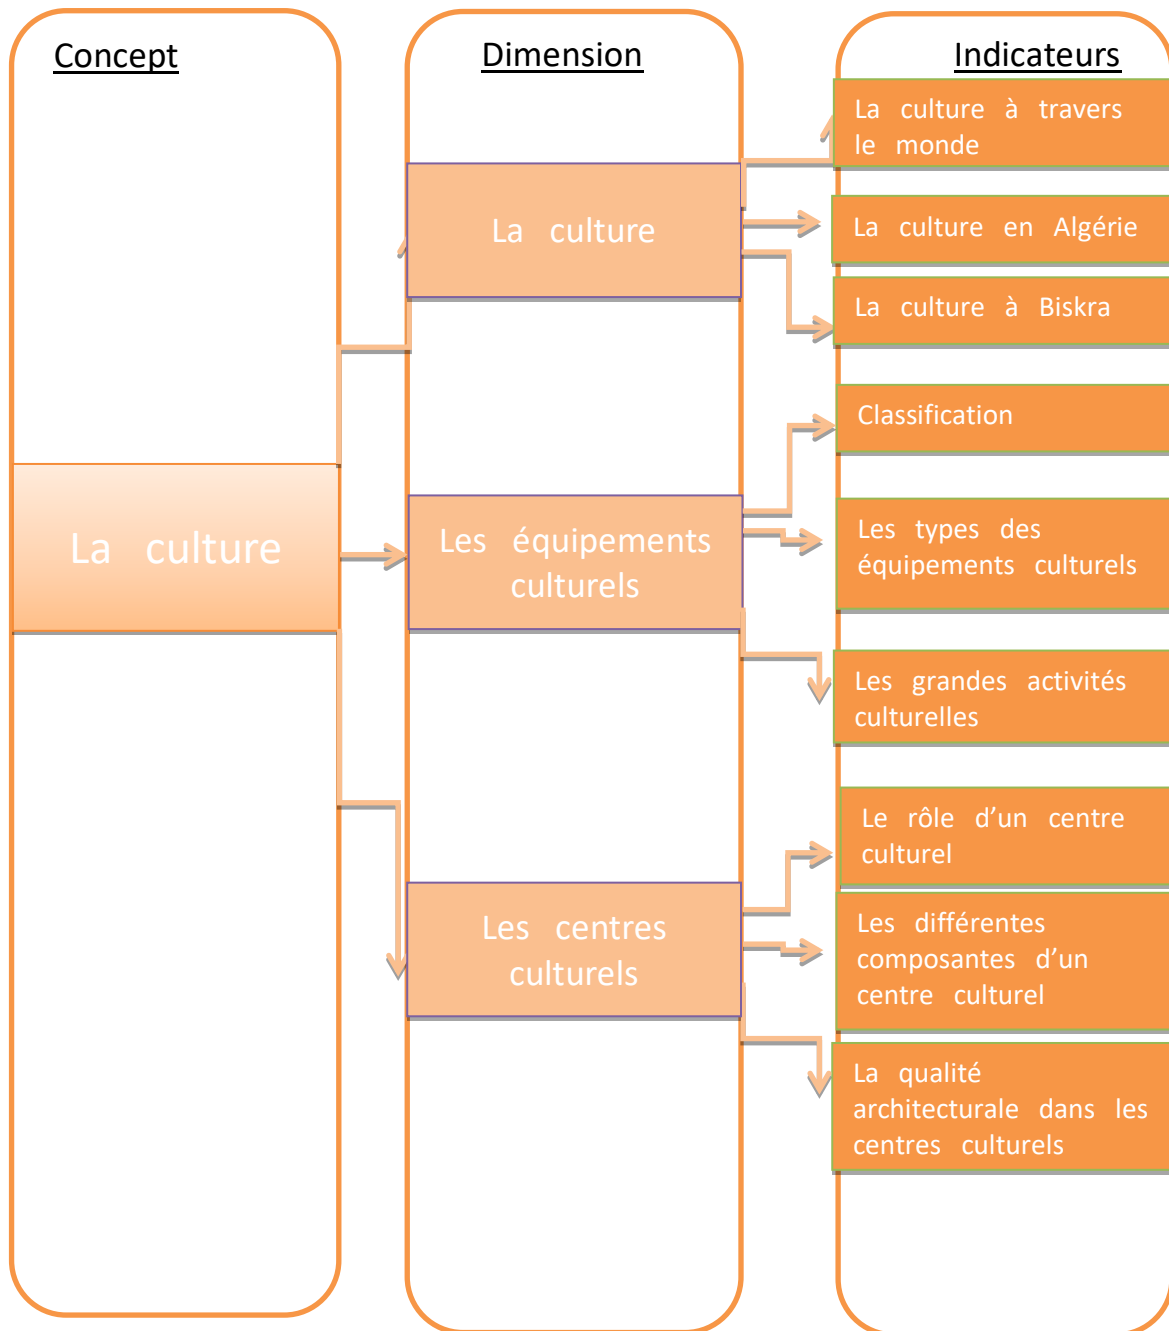 Concept
Dimension
Indicateurs
La culture
La culture
Les équipements
culturels
Les centres
culturels
La culture à travers
le monde
La culture en Algérie
La culture à Biskra
Classification
Les types des
équipements culturels
Les grandes activités
culturelles
Le rôle d’un centre
culturel
Les différentes
composantes d’un
centre culturel
La qualité
architecturale dans les
centres culturels